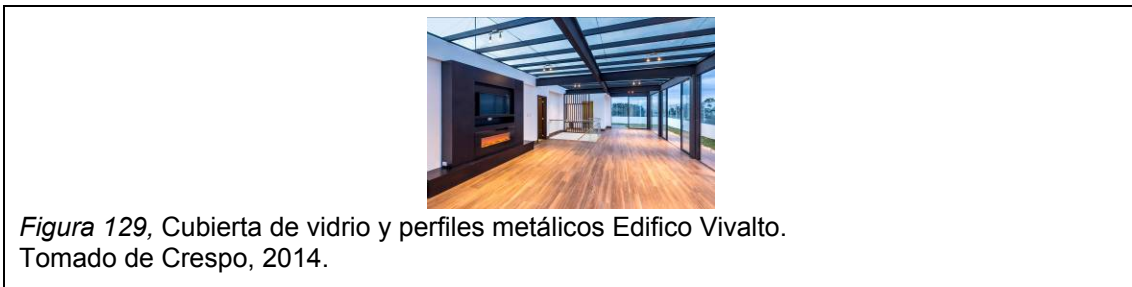 Figura 129, Cubierta de vidrio y perfiles metálicos Edifico Vivalto.
Tomado de Crespo, 2014.